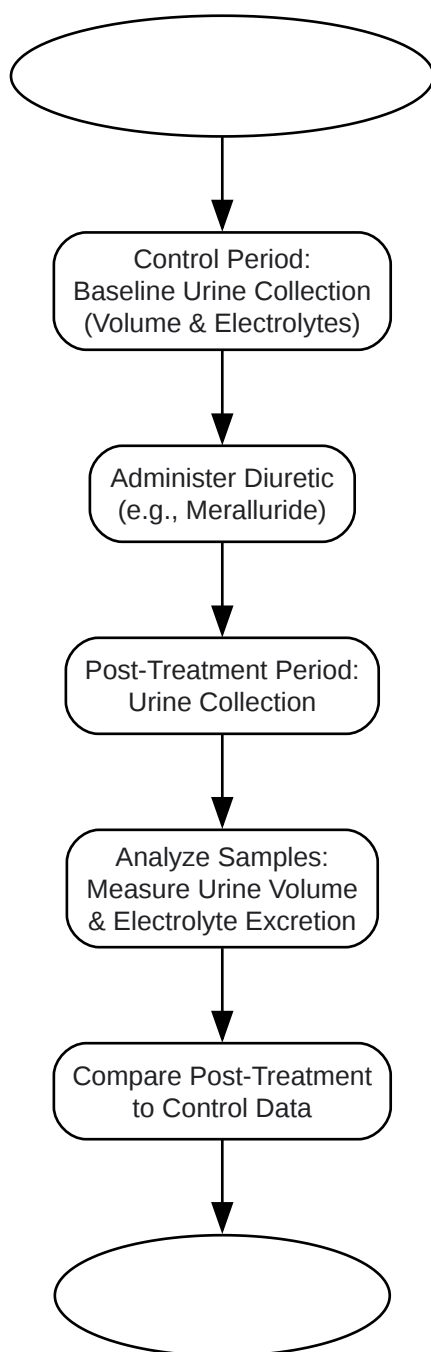 Control Period:
Baseline Urine Collection
(Volume & Electrolytes)
Administer Diuretic
(e.g., Meralluride)
Post-Treatment Period:
Urine Collection
Analyze Samples:
Measure Urine Volume
& Electrolyte Excretion
Compare Post-Treatment
to Control Data